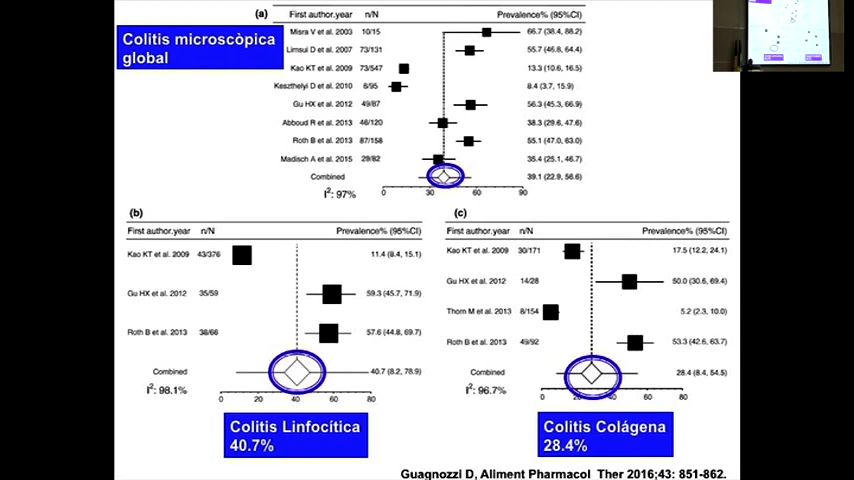 (a) First author.year n/N Prevalence% (95%CI)
Colitis microscòpica
global
Misra V et al. 2003 10/15 66.7 (38.4, 88.2)
Limsui D et al. 2007 73/131 55.7 (46.8, 64.4)
Kao KT et al. 2009 73/547 13.3 (10.6, 16.5)
Keszthelyi D et al. 2010 8/95 8.4 (3.7, 15.9)
Gu HX et al. 2012 49/87 56.3 (45.3, 66.9)
Abboud R et al. 2013 46/120 38.3 (29.6, 47.6)
Roth B et al. 2013 87/158 55.1 (47.0, 63.0)
Madisch A et al. 2015 29/82 35.4 (25.1, 46.7)
Combined 39.1 (22.9, 56.6)
I2: 97%
0 30 60 90
(b)
First author.year n/N Prevalence% (95%CI)
Kao KT et al. 2009 43/376 11.4 (8.4, 15.1)
Gu HX et al. 2012 35/59 59.3 (45.7, 71.9)
Roth B et al. 2013 38/66 57.6 (44.8, 69.7)
Combined 40.7 (8.2, 78.9)
I2: 98.1%
0 20 40 60 80
Colitis Linfocítica
40.7%
(c)
First author.year n/N Prevalence% (95%CI)
Kao KT et al. 2009 30/171 17.5 (12.2, 24.1)
Gu HX et al. 2012 14/28 50.0 (30.6, 69.4)
Thorn M et al. 2013 8/154 5.2 (2.3, 10.0)
Roth B et al. 2013 49/92 53.3 (42.6, 63.7)
Combined 28.4 (8.4, 54.5)
I2: 96.7%
0 20 40 60 80
Colitis Colágena
28.4%
Guagnozzi D, Aliment Pharmacol Ther 2016;43: 851-862.